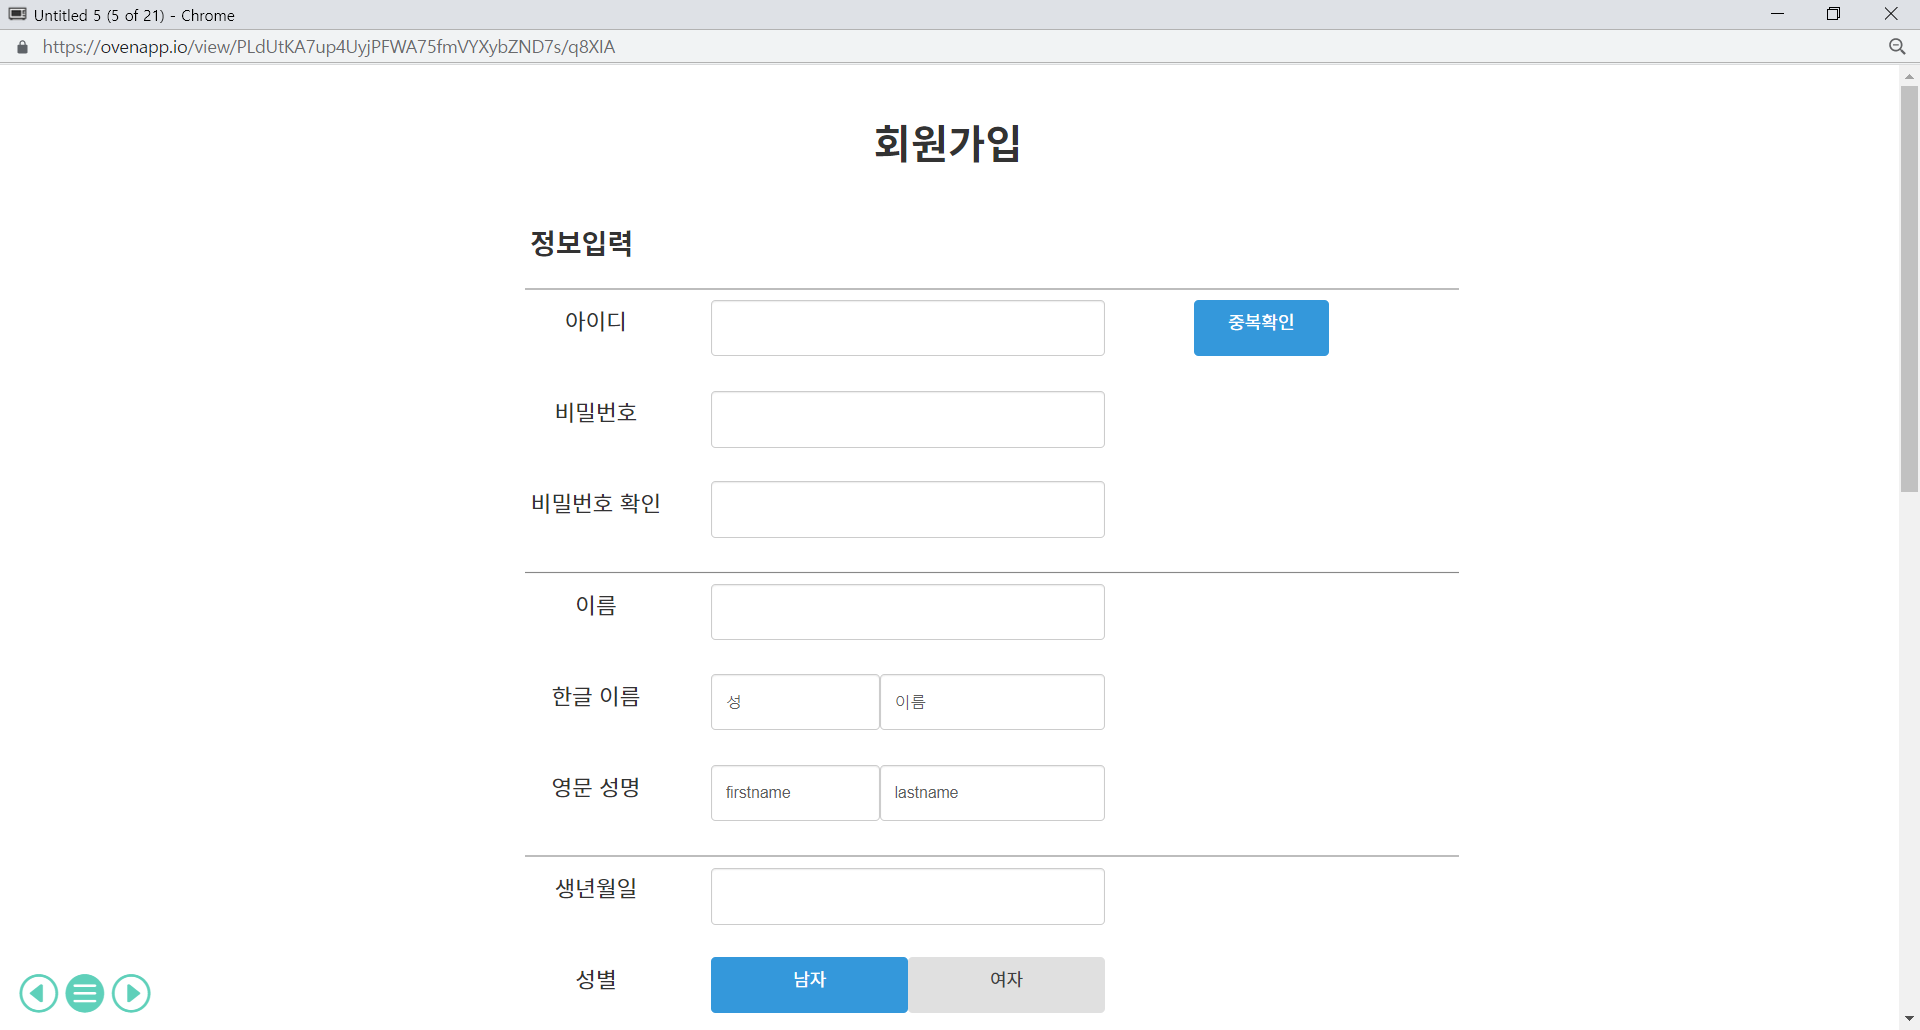 Untitled 5 (5 of 21) - Chrome
https://ovenapp.io/view/PLdUtKA7up4UyjPFWA75fmVYXybZND7s/q8XIA
회원가입
정보입력
아이디
중복확인
비밀번호
비밀번호 확인
이름
한글 이름 성 이름
영문 성명 firstname lastname
생년월일
성별 남자 여자